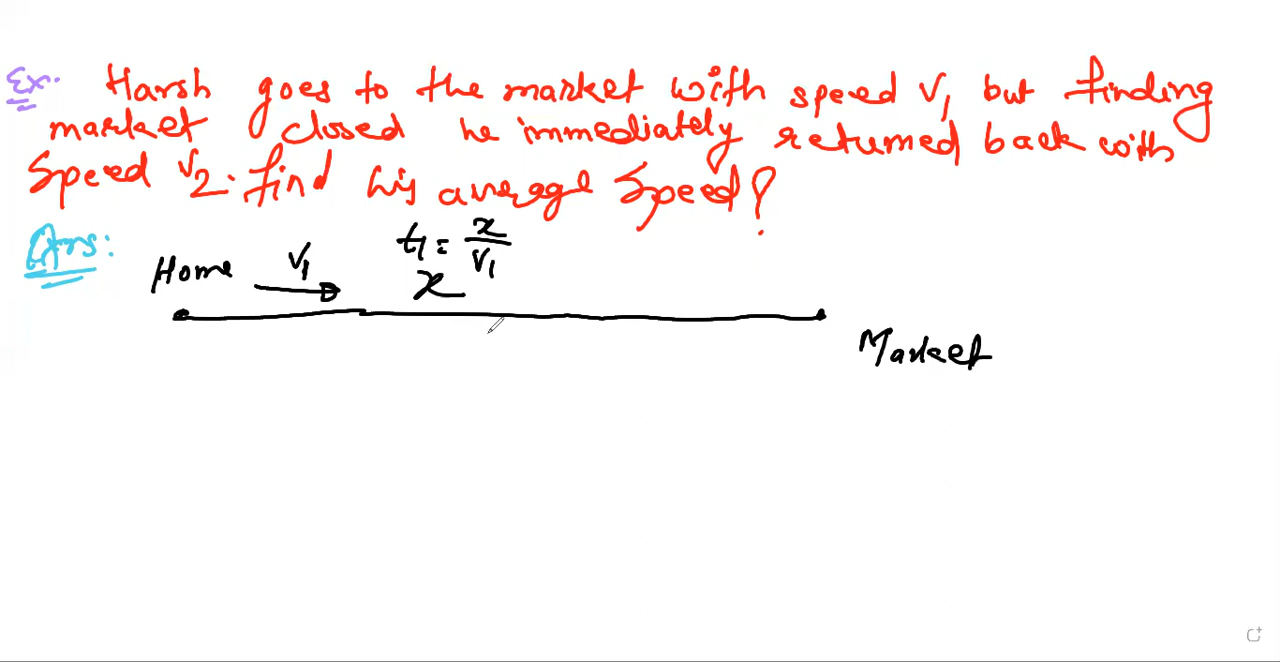 Ex. Harsh goes to the market with speed V₁ but finding
market closed he immediately returned back with
Speed V₂. find his average Speed?
Ans:
t₁ = x/V₁
Home V₁ x
Market